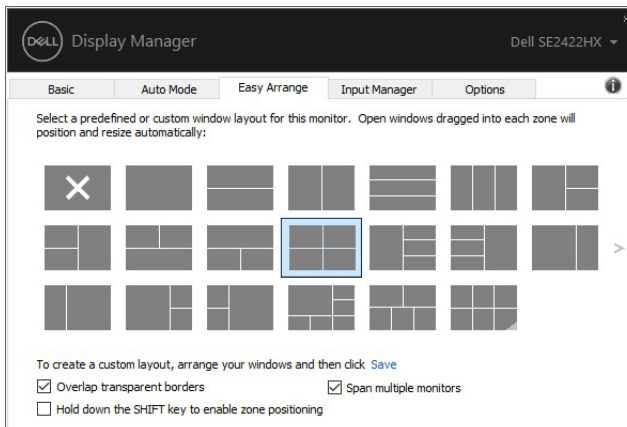 DELL Display Manager
Dell SE2422HX
Basic
Auto Mode
Easy Arrange
Input Manager
Options
Select a predefined or custom window layout for this monitor. Open windows dragged into each zone will
position and resize automatically:
To create a custom layout, arrange your windows and then click Save
Overlap transparent borders
Span multiple monitors
Hold down the SHIFT key to enable zone positioning